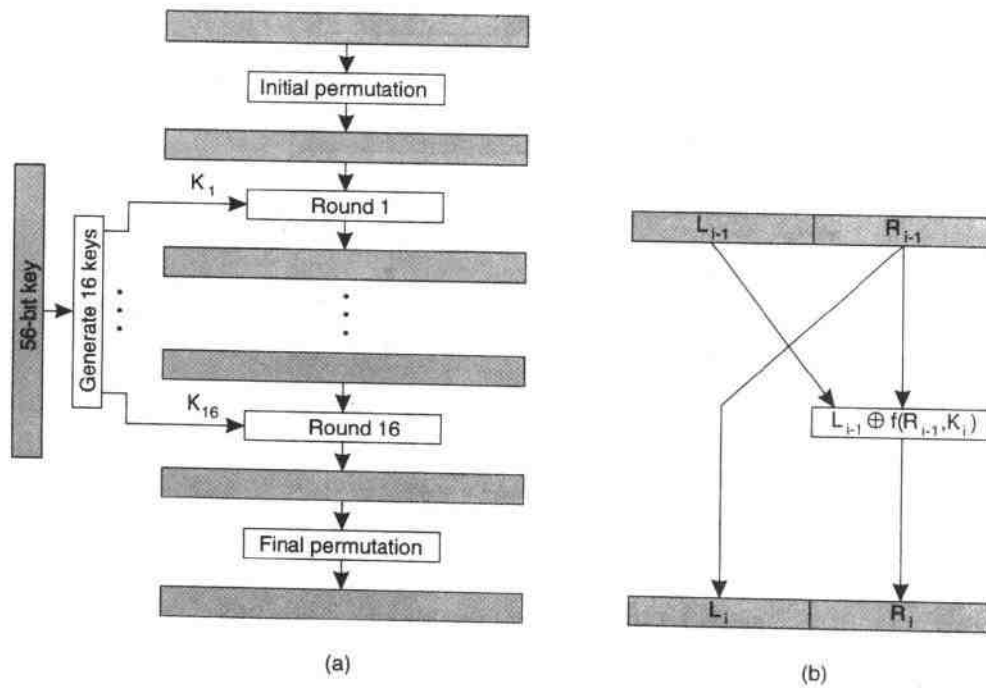 Initial permutation
K1
Round 1
56-bit key
Generate 16 keys
K16
Round 16
Final permutation
(a)
Li-1
Ri-1
Li-1 ⊕ f(Ri-1,Ki)
Li
Ri
(b)